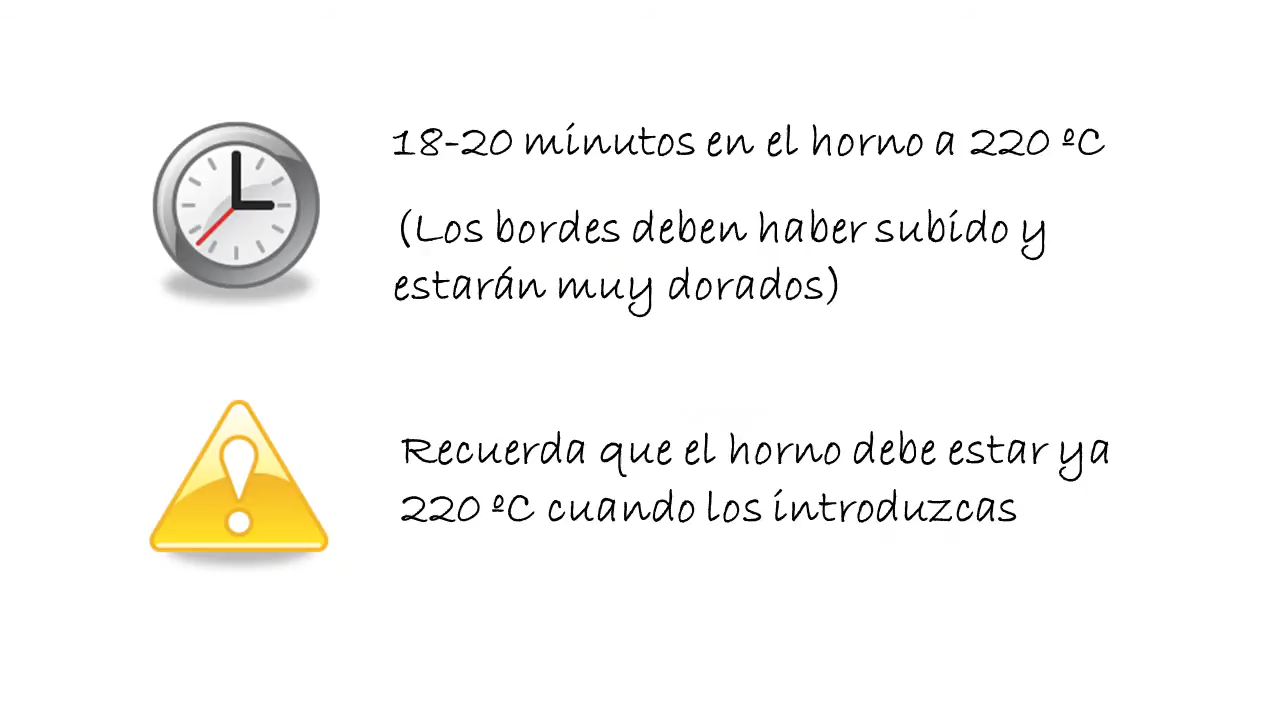 18-20 minutos en el horno a 220 ºC
(Los bordes deben haber subido y
estarán muy dorados)
Recuerda que el horno debe estar ya
220 ºC cuando los introduzcas